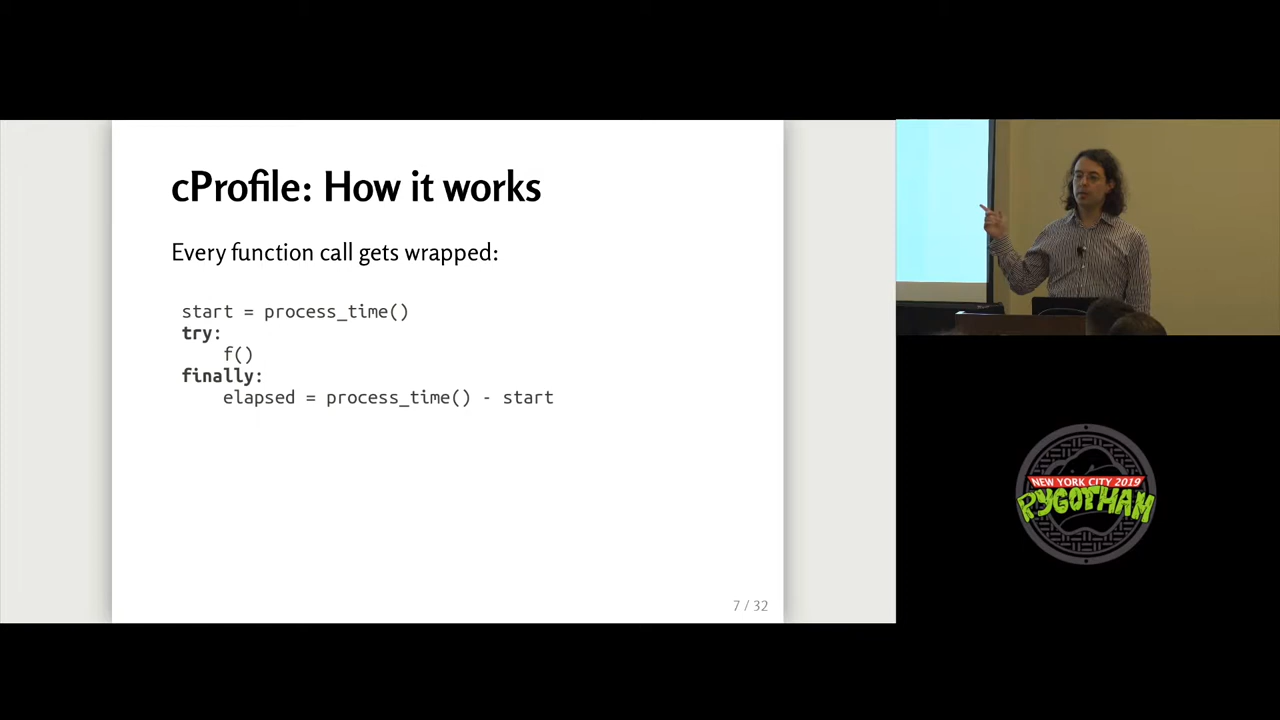 cProfile: How it works
Every function call gets wrapped:
start = process_time()
try:
    f()
finally:
    elapsed = process_time() - start
7 / 32
NEW YORK CITY 2019
PYGOTHAM